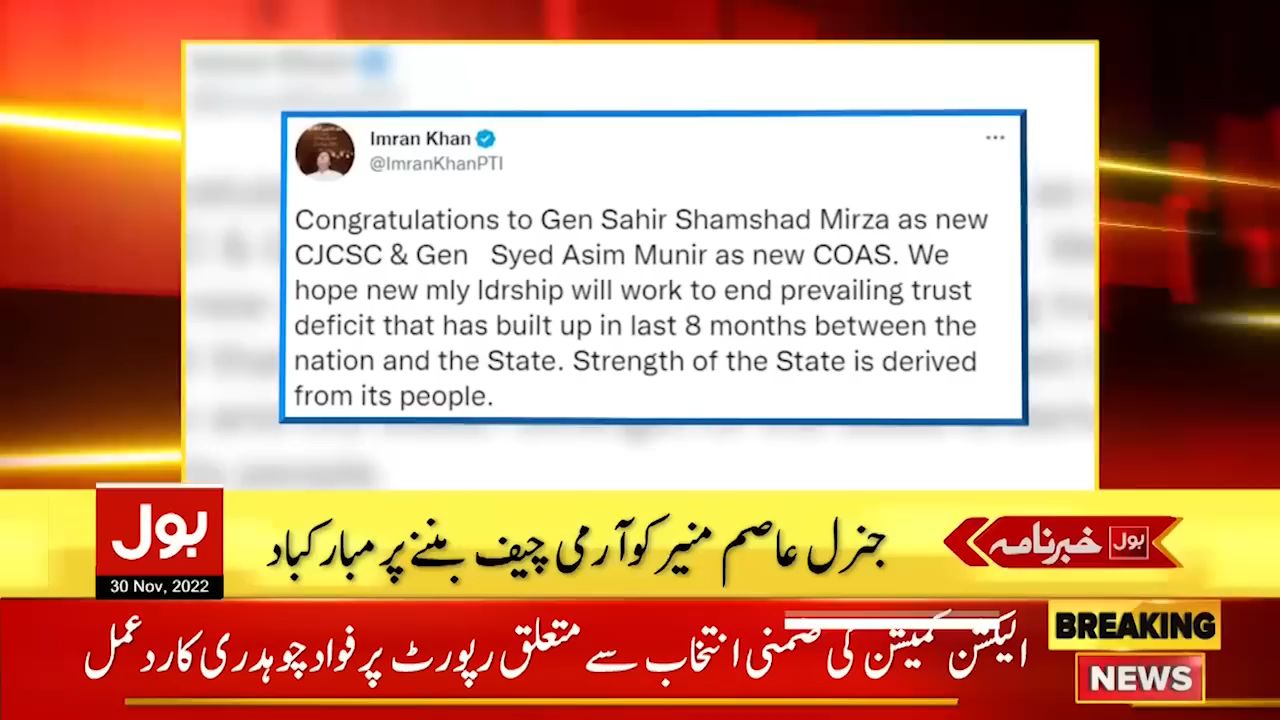 Imran Khan
@ImranKhanPTI
Congratulations to Gen Sahir Shamshad Mirza as new
CJCSC & Gen Syed Asim Munir as new COAS. We
hope new mly ldrship will work to end prevailing trust
deficit that has built up in last 8 months between the
nation and the State. Strength of the State is derived
from its people.
بول خبرنامہ
جنرل عاصم منیر کو آرمی چیف بننے پر مبارکباد
بول
30 Nov, 2022
BREAKING
NEWS
الیکشن کمیشن کی ضمنی انتخاب سے متعلق رپورٹ پر فواد چوہدری کا ردعمل